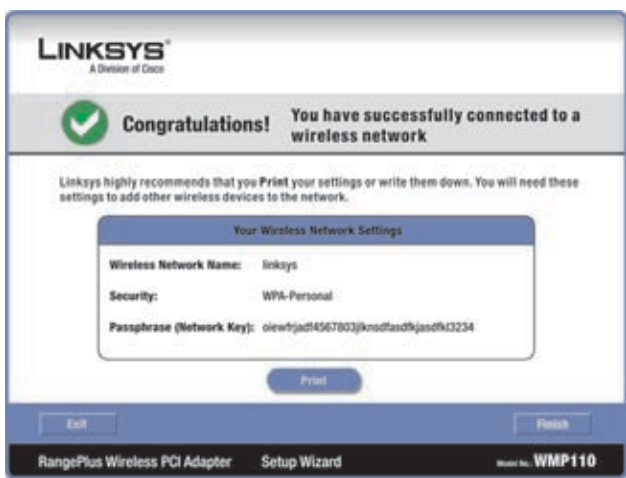 LINKSYS®
A Division of Cisco
Congratulations!
You have successfully connected to a
wireless network
Linksys highly recommends that you Print your settings or write them down. You will need these
settings to add other wireless devices to the network.
Your Wireless Network Settings
Wireless Network Name: linksys
Security: WPA-Personal
Passphrase (Network Key):
Print
Exit
Finish
RangePlus Wireless PCI Adapter Setup Wizard Model No. WMP110